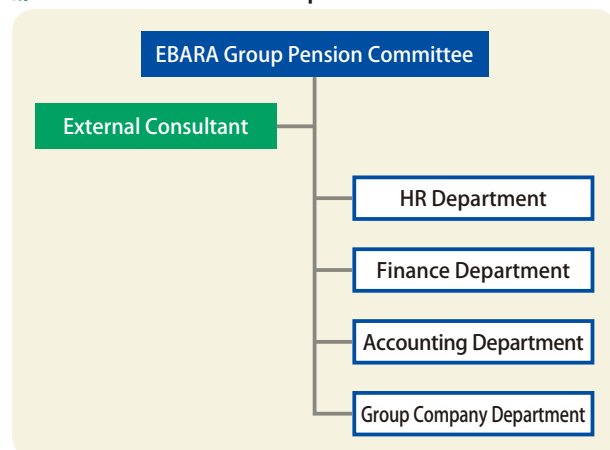 EBARA Group Pension Committee
External Consultant
HR Department
Finance Department
Accounting Department
Group Company Department